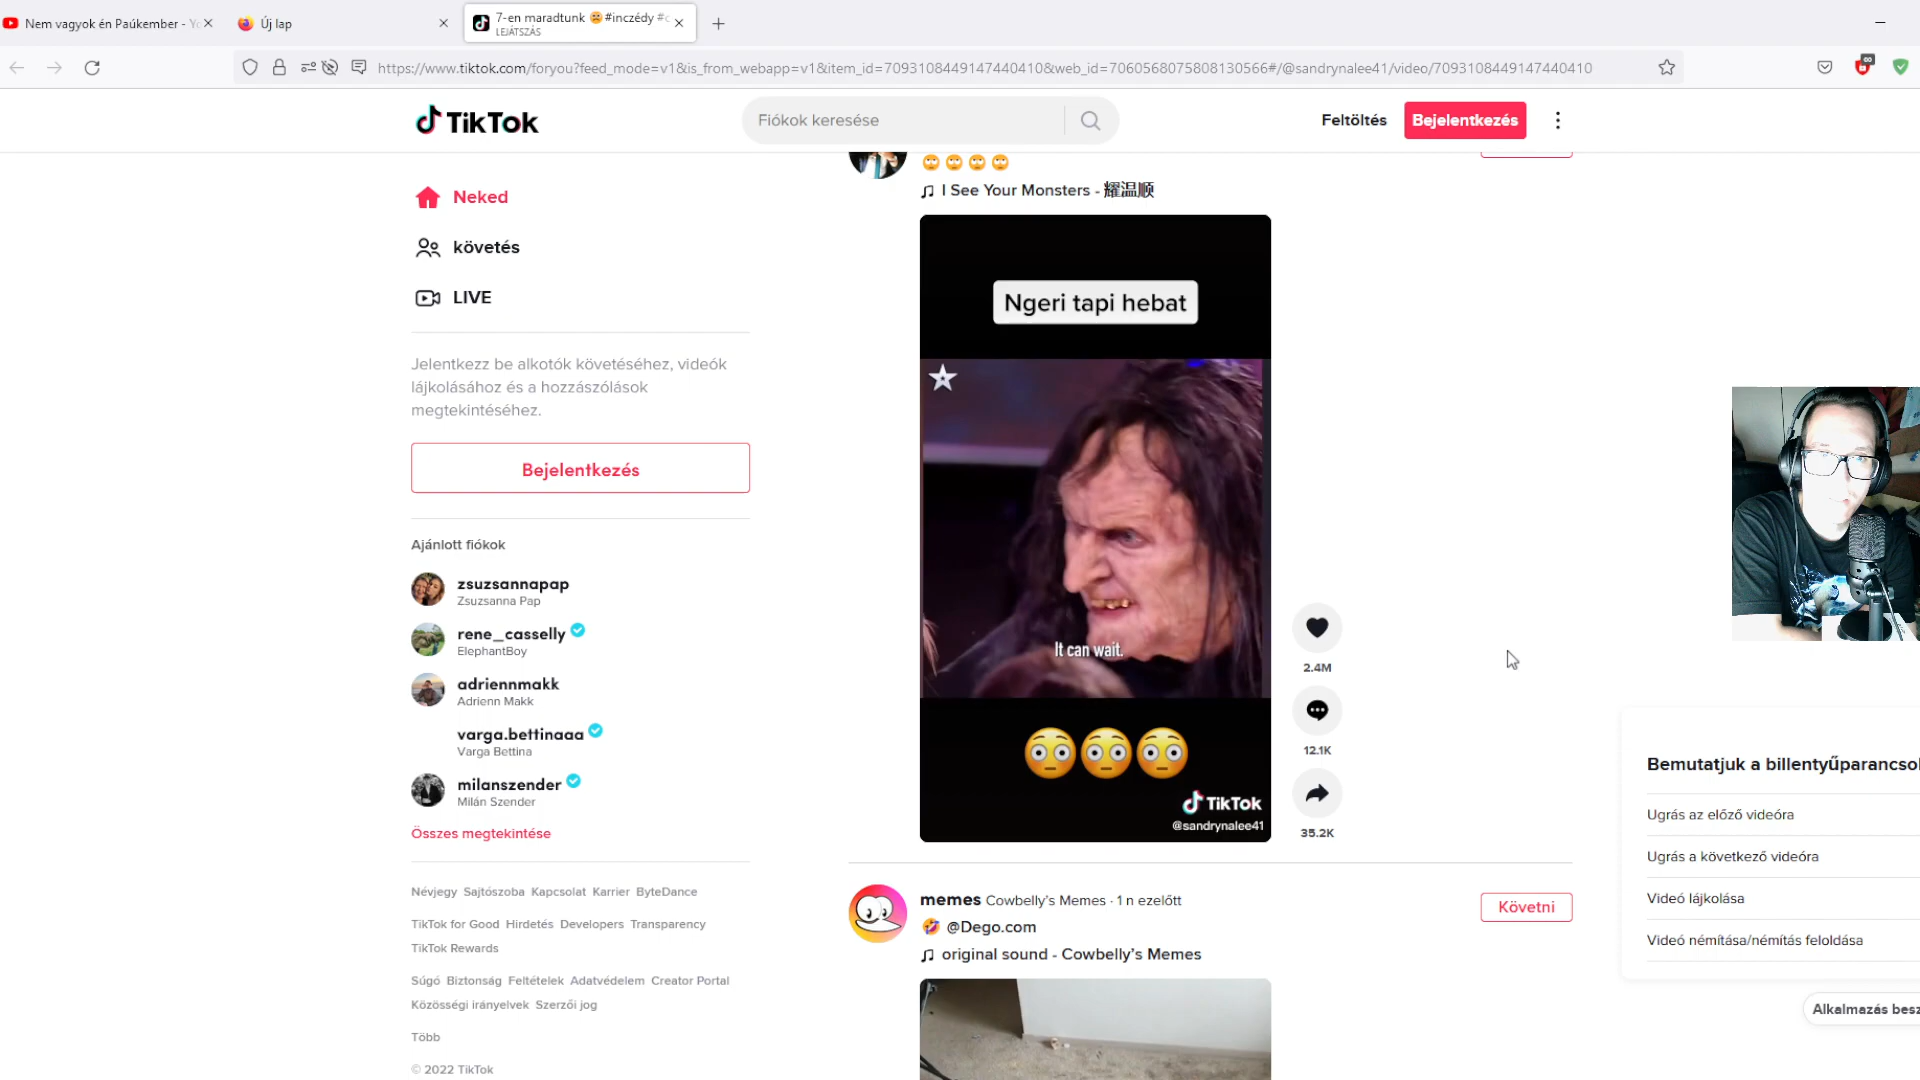 Nem vagyok én Paúkember - Yo
Új lap
7-en maradtunk 😕 #inczédy #c
LEJÁTSZÁS
https://www.tiktok.com/foryou?feed_mode=v1&is_from_webapp=v1&item_id=7093108449147440410&web_id=7060568075808130566#/@sandrynalee41/video/7093108449147440410
TikTok
Fiókok keresése
Feltöltés
Bejelentkezés
Neked
követés
LIVE
Jelentkezz be alkotók követéséhez, videók
lájkolásához és a hozzászólások
megtekintéséhez.
Bejelentkezés
Ajánlott fiókok
zsuzsannapap
Zsuzsanna Pap
rene_casselly
ElephantBoy
adriennmakk
Adrienn Makk
varga.bettinaaa
Varga Bettina
milanszender
Milán Szender
Összes megtekintése
Névjegy Sajtószoba Kapcsolat Karrier ByteDance
TikTok for Good Hirdetés Developers Transparency
TikTok Rewards
Súgó Biztonság Feltételek Adatvédelem Creator Portal
Közösségi irányelvek Szerzői jog
Több
© 2022 TikTok
🙄 🙄 🙄 🙄
I See Your Monsters - 耀温顺
Ngeri tapi hebat
It can wait.
😳😳😳
TikTok
@sandrynalee41
2.4M
12.1K
35.2K
memes Cowbelly's Memes · 1 n ezelőtt
Követni
🤣 @Dego.com
original sound - Cowbelly's Memes
Bemutatjuk a billentyűparancsol
Ugrás az előző videóra
Ugrás a következő videóra
Videó lájkolása
Videó némítása/némítás feloldása
Alkalmazás besz